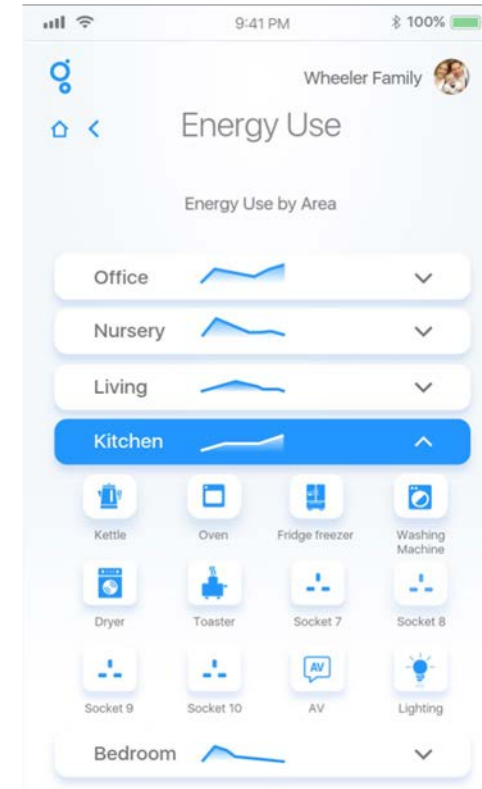 9:41 PM
100%
Wheeler Family
Energy Use
Energy Use by Area
Office
Nursery
Living
Kitchen
Kettle
Oven
Fridge freezer
Washing
Machine
Dryer
Toaster
Socket 7
Socket 8
AV
Socket 9
Socket 10
AV
Lighting
Bedroom